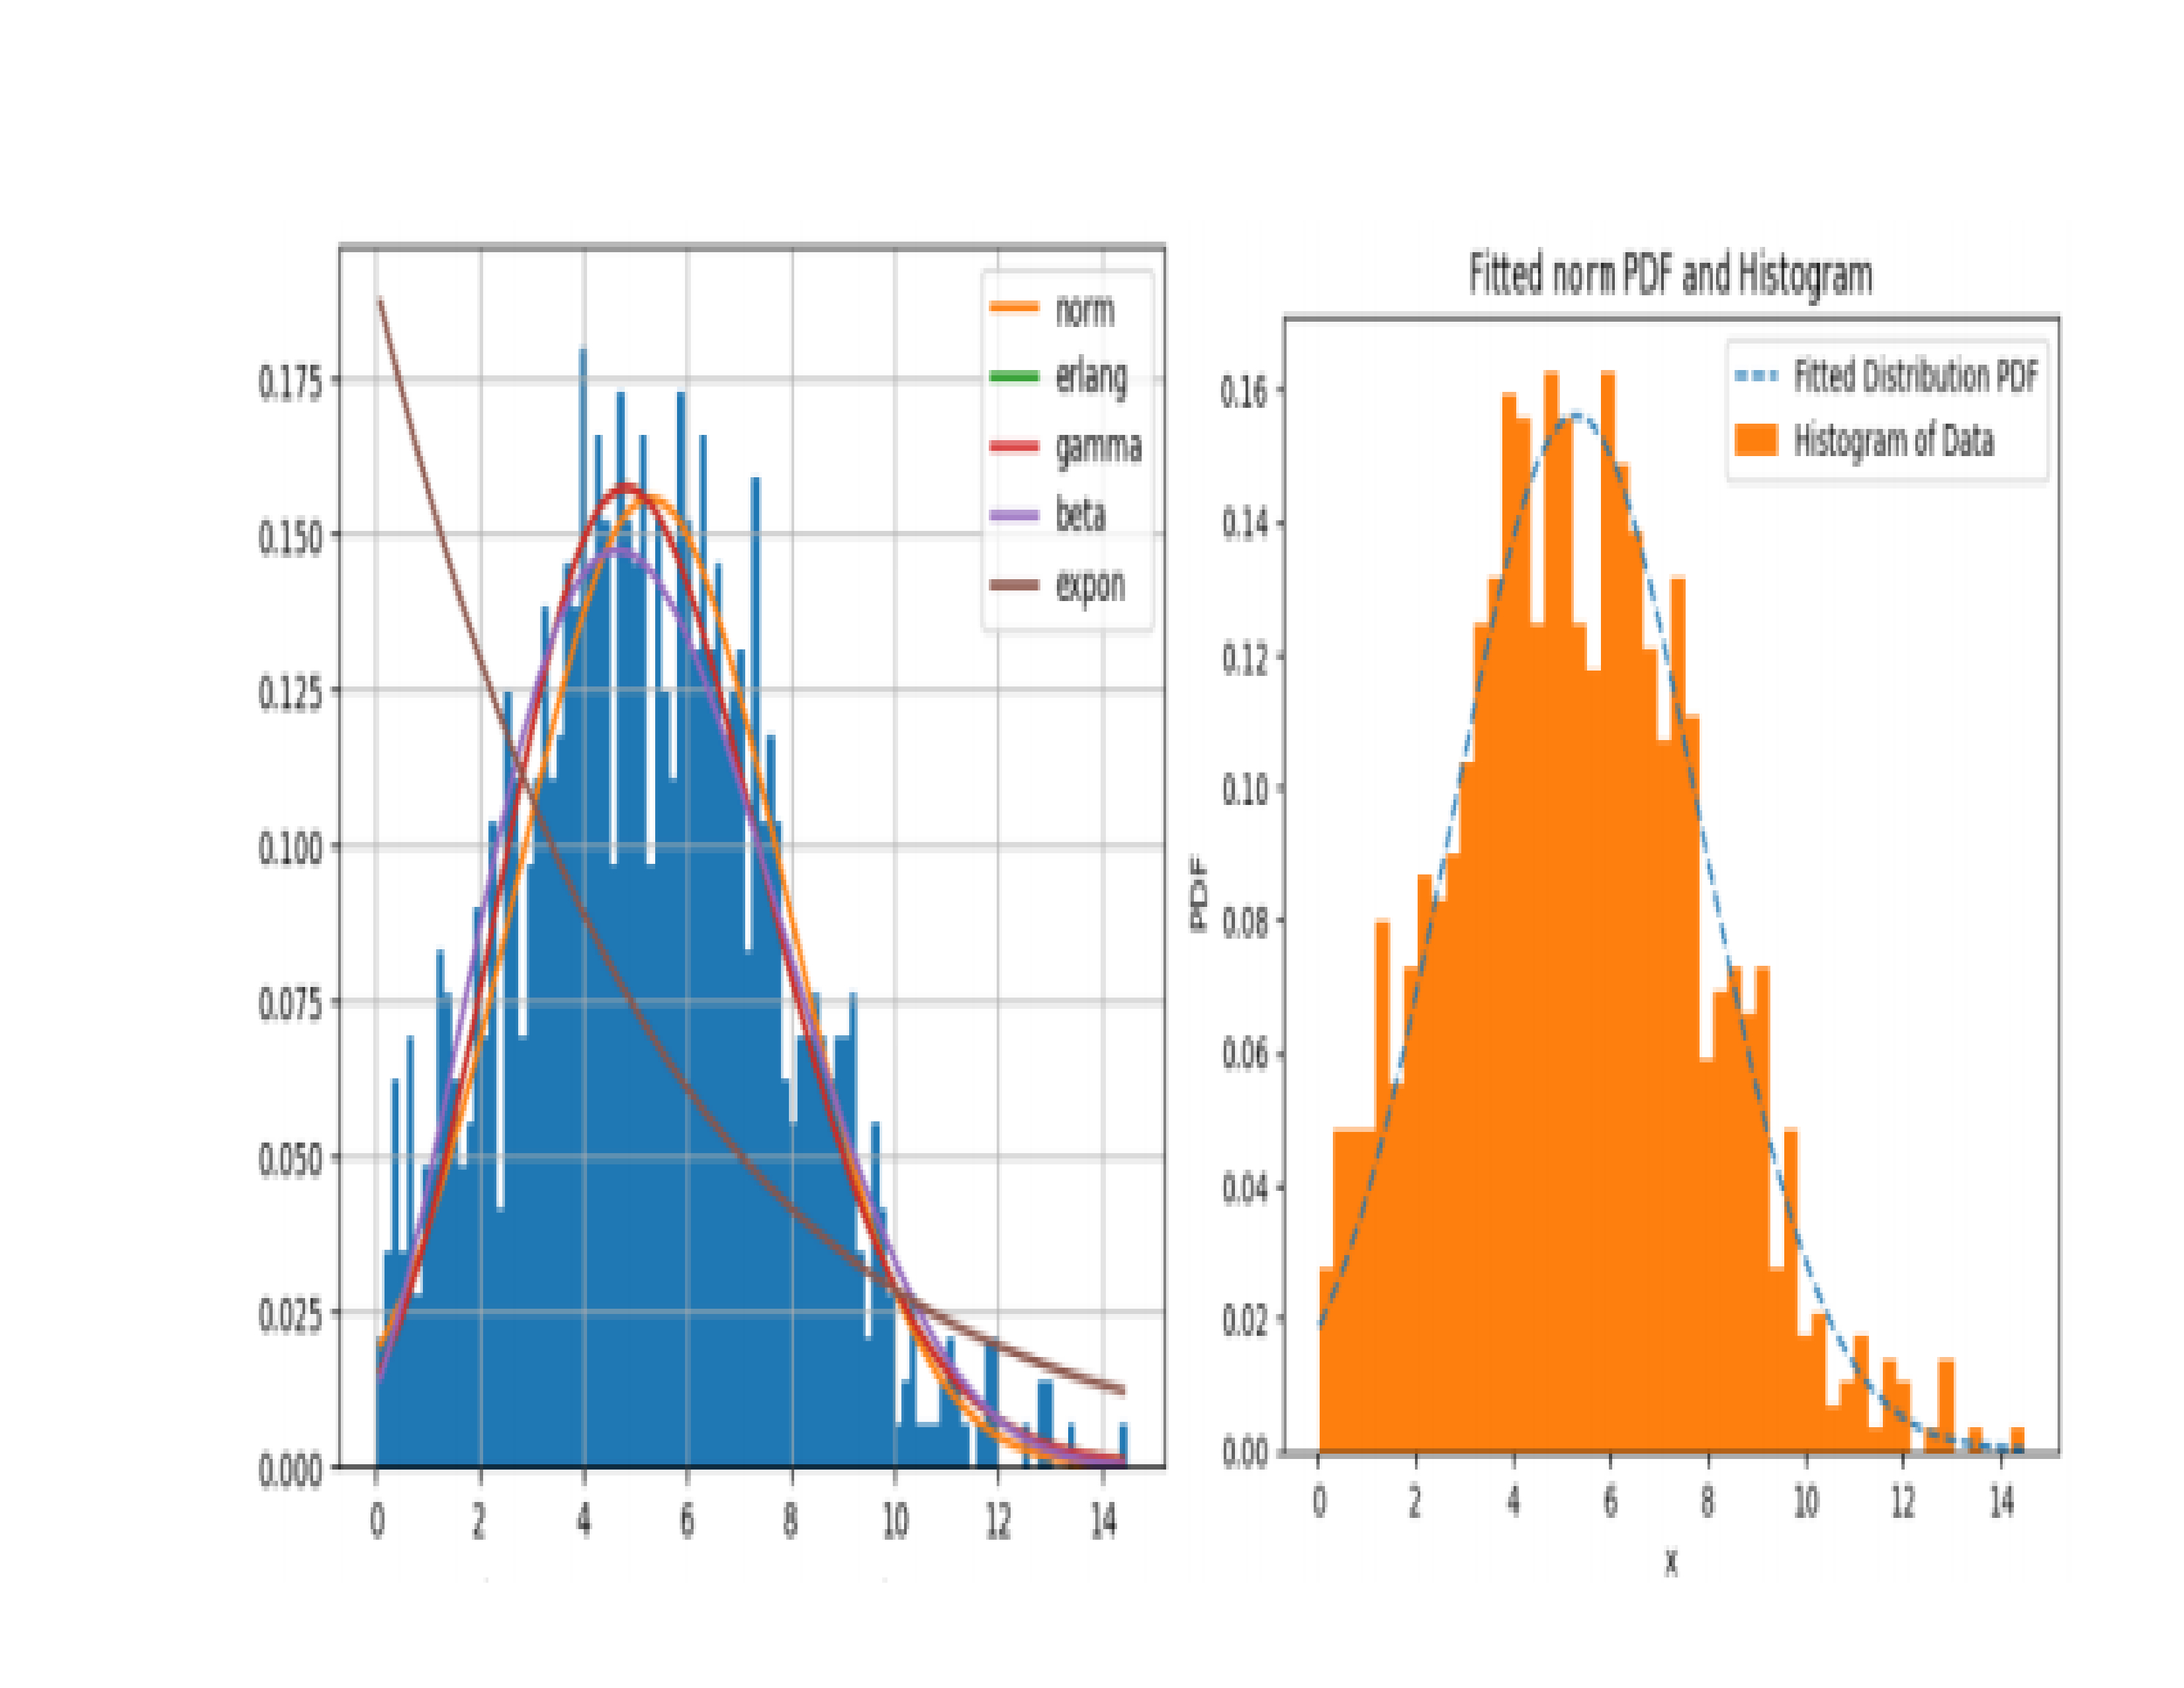 norm
erlang
gamma
beta
expon
0.175
0.150
0.125
0.100
0.075
0.050
0.025
0.000
0 2 4 6 8 10 12 14
Fitted norm PDF and Histogram
Fitted Distribution PDF
Histogram of Data
PDF
0.16
0.14
0.12
0.10
0.08
0.06
0.04
0.02
0.00
0 2 4 6 8 10 12 14
x